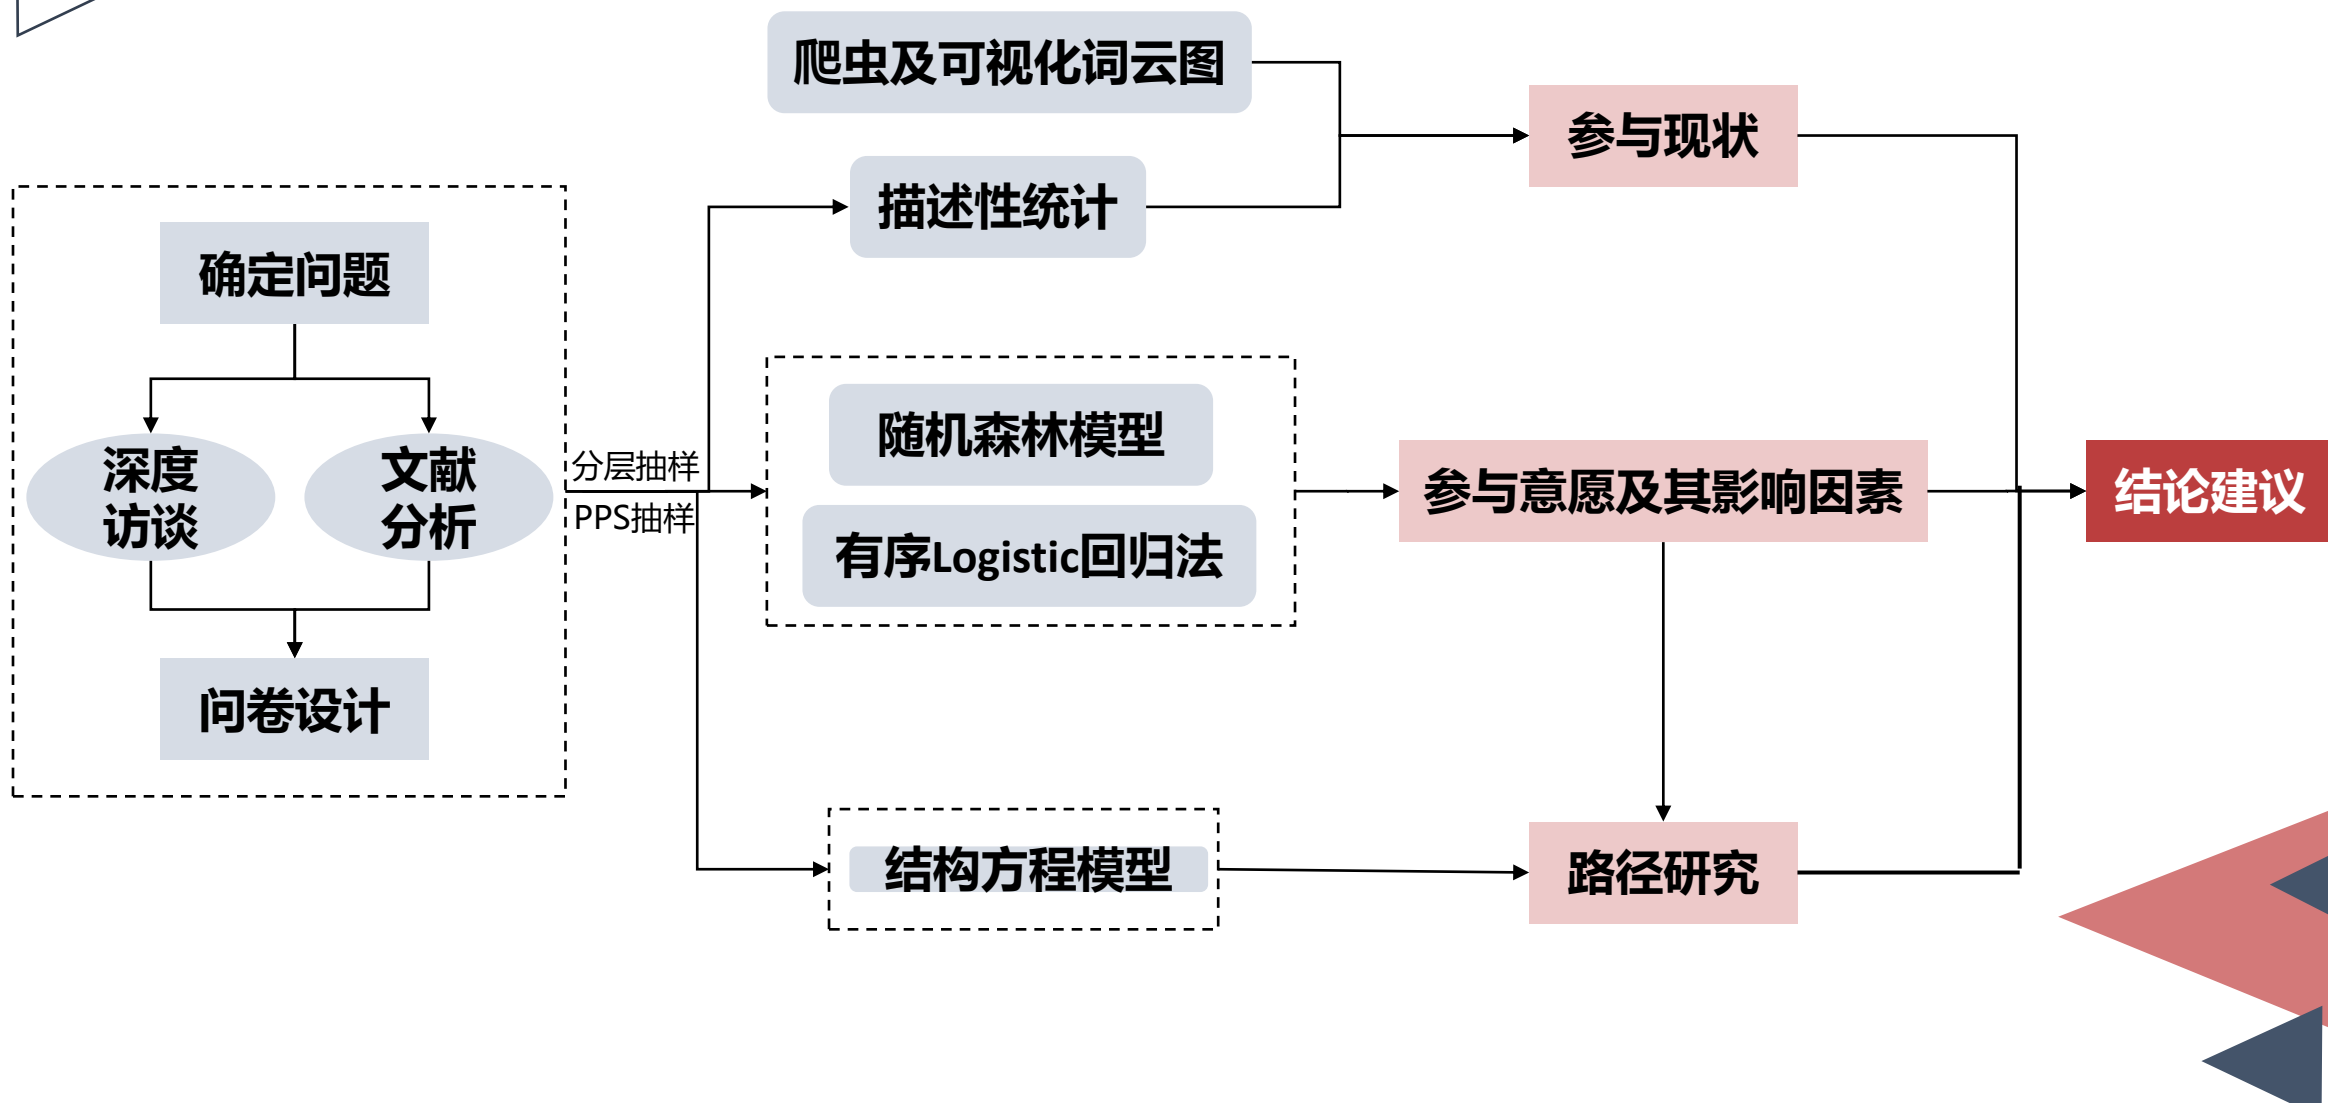 确定问题
深度
访谈
文献
分析
问卷设计
分层抽样
PPS抽样
爬虫及可视化词云图
描述性统计
随机森林模型
有序Logistic回归法
结构方程模型
参与现状
参与意愿及其影响因素
路径研究
结论建议